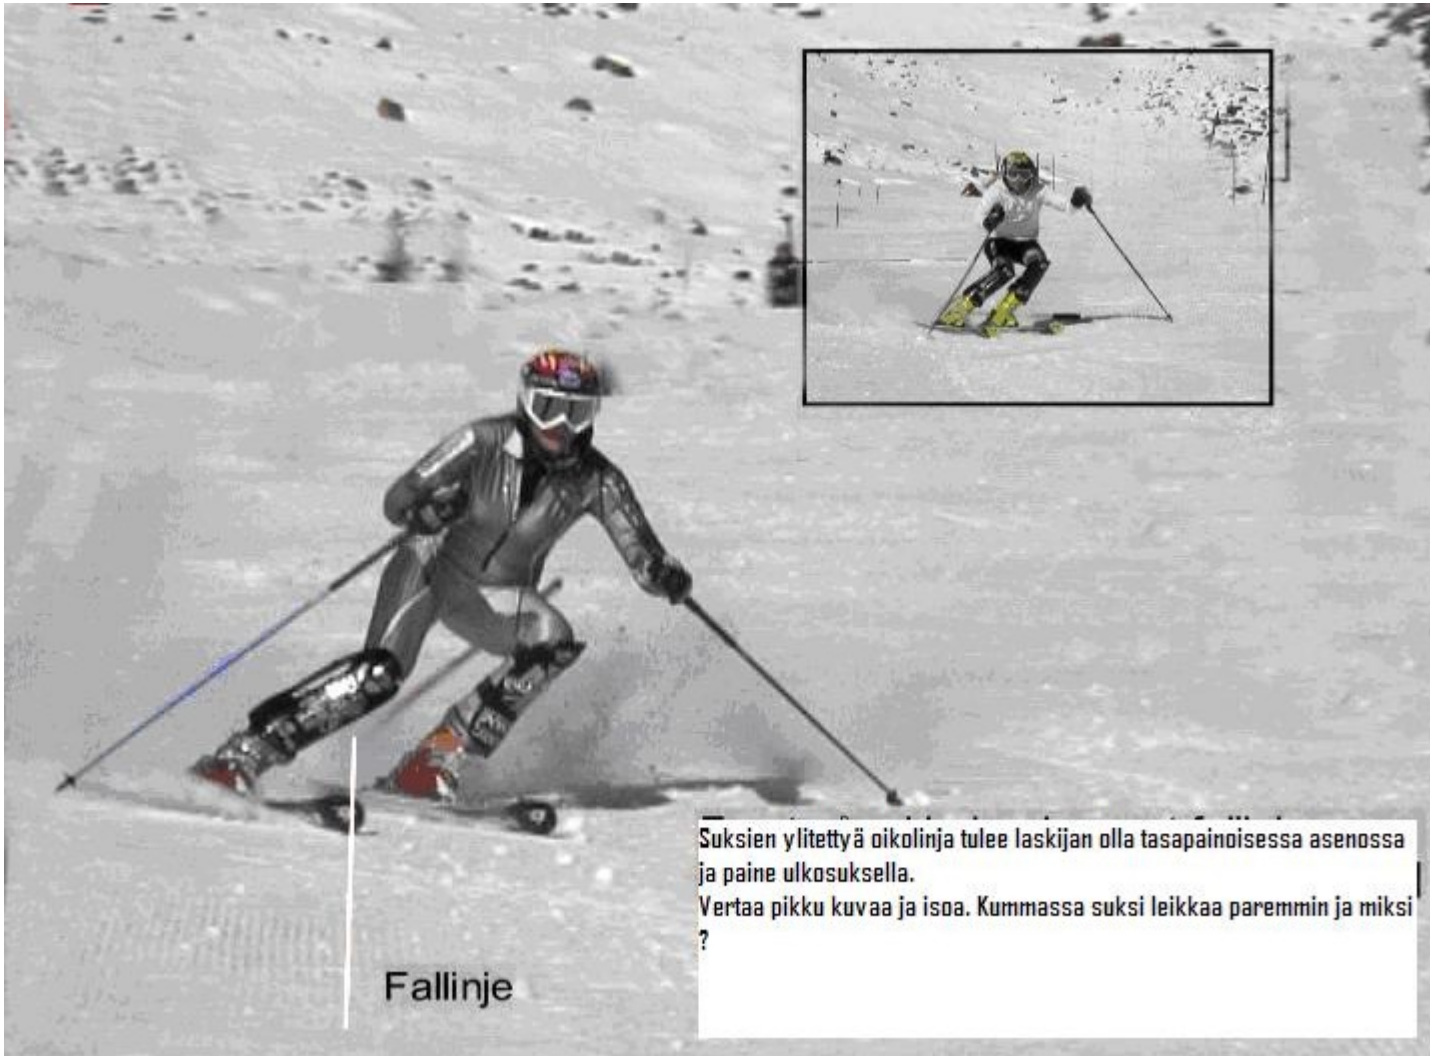 Suksien ylitettyä oikolinja tulee laskijan olla tasapainoisessa asenossa
ja paine ulkosuksella.
Vertaa pikku kuvaa ja isoa. Kummassa suksi leikkaa paremmin ja miksi
?
Fallinje